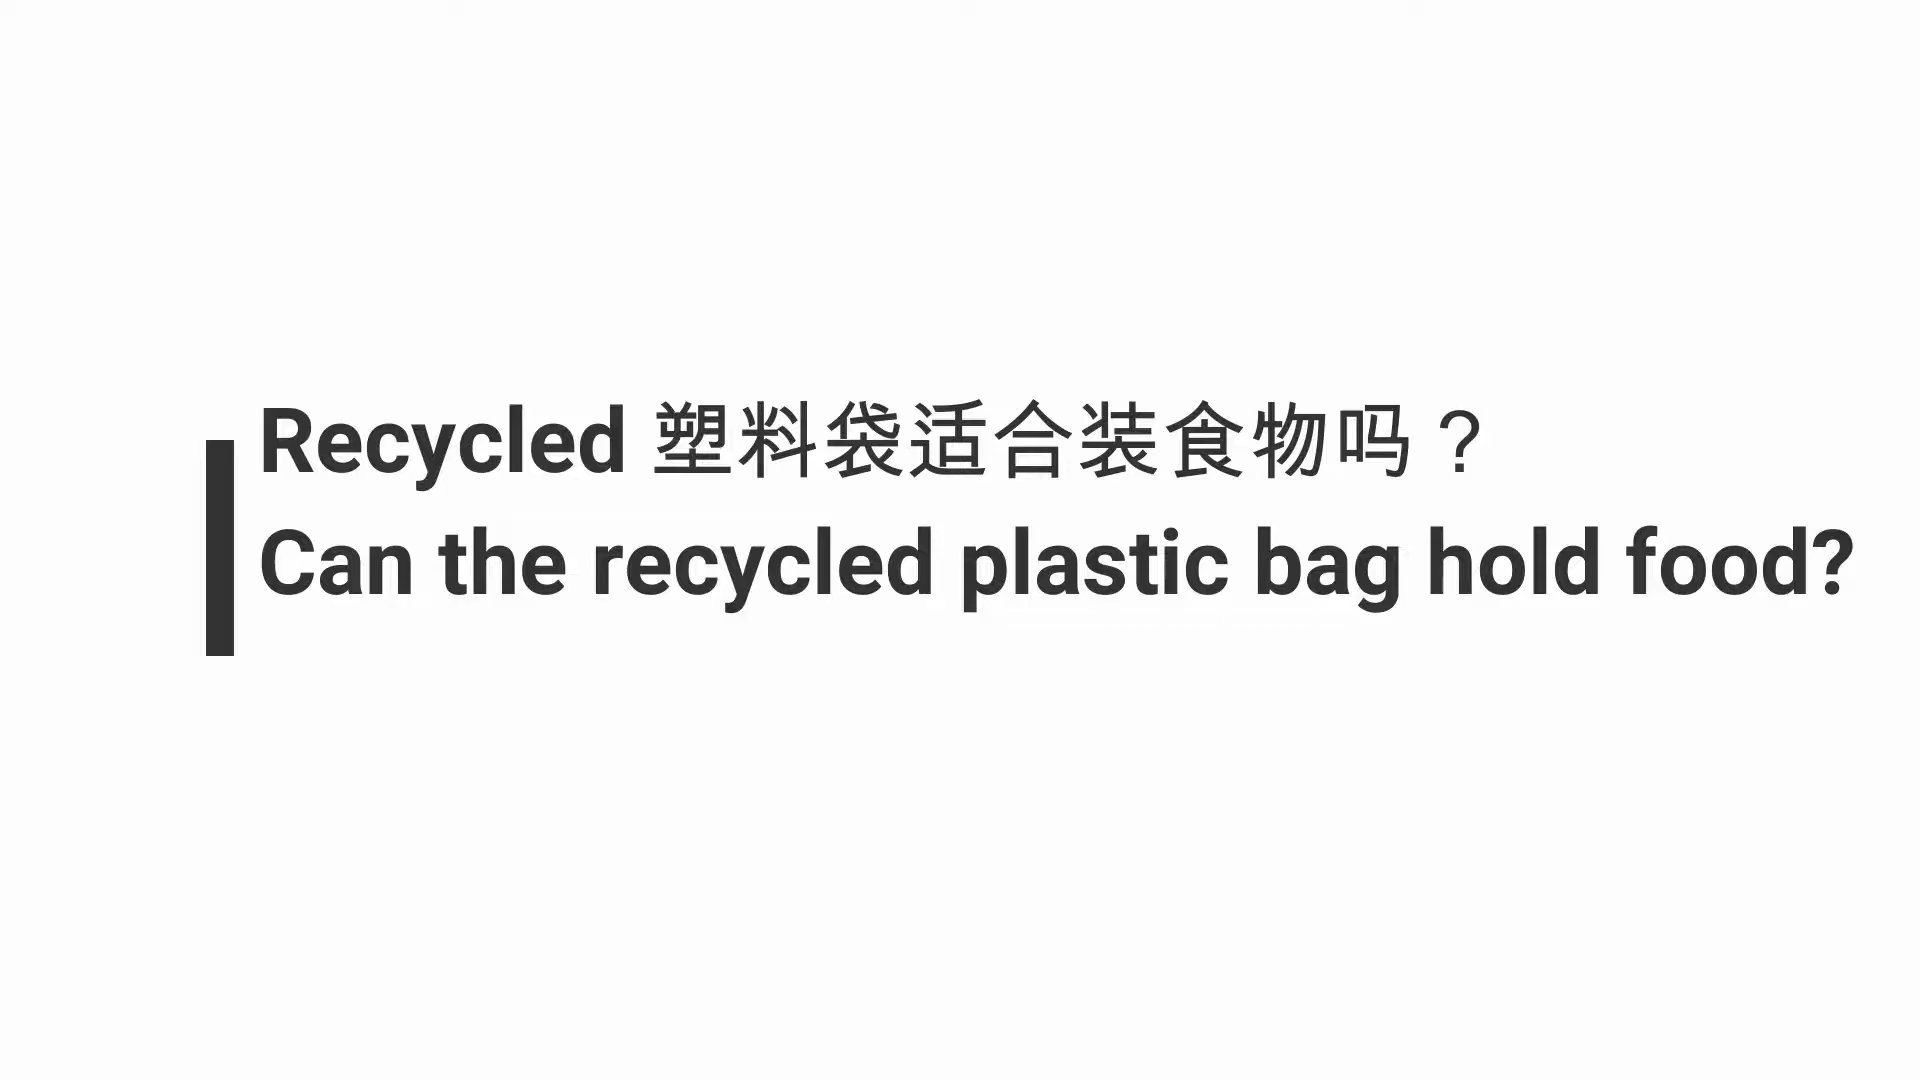 Recycled 塑料袋适合装食物吗？
Can the recycled plastic bag hold food?